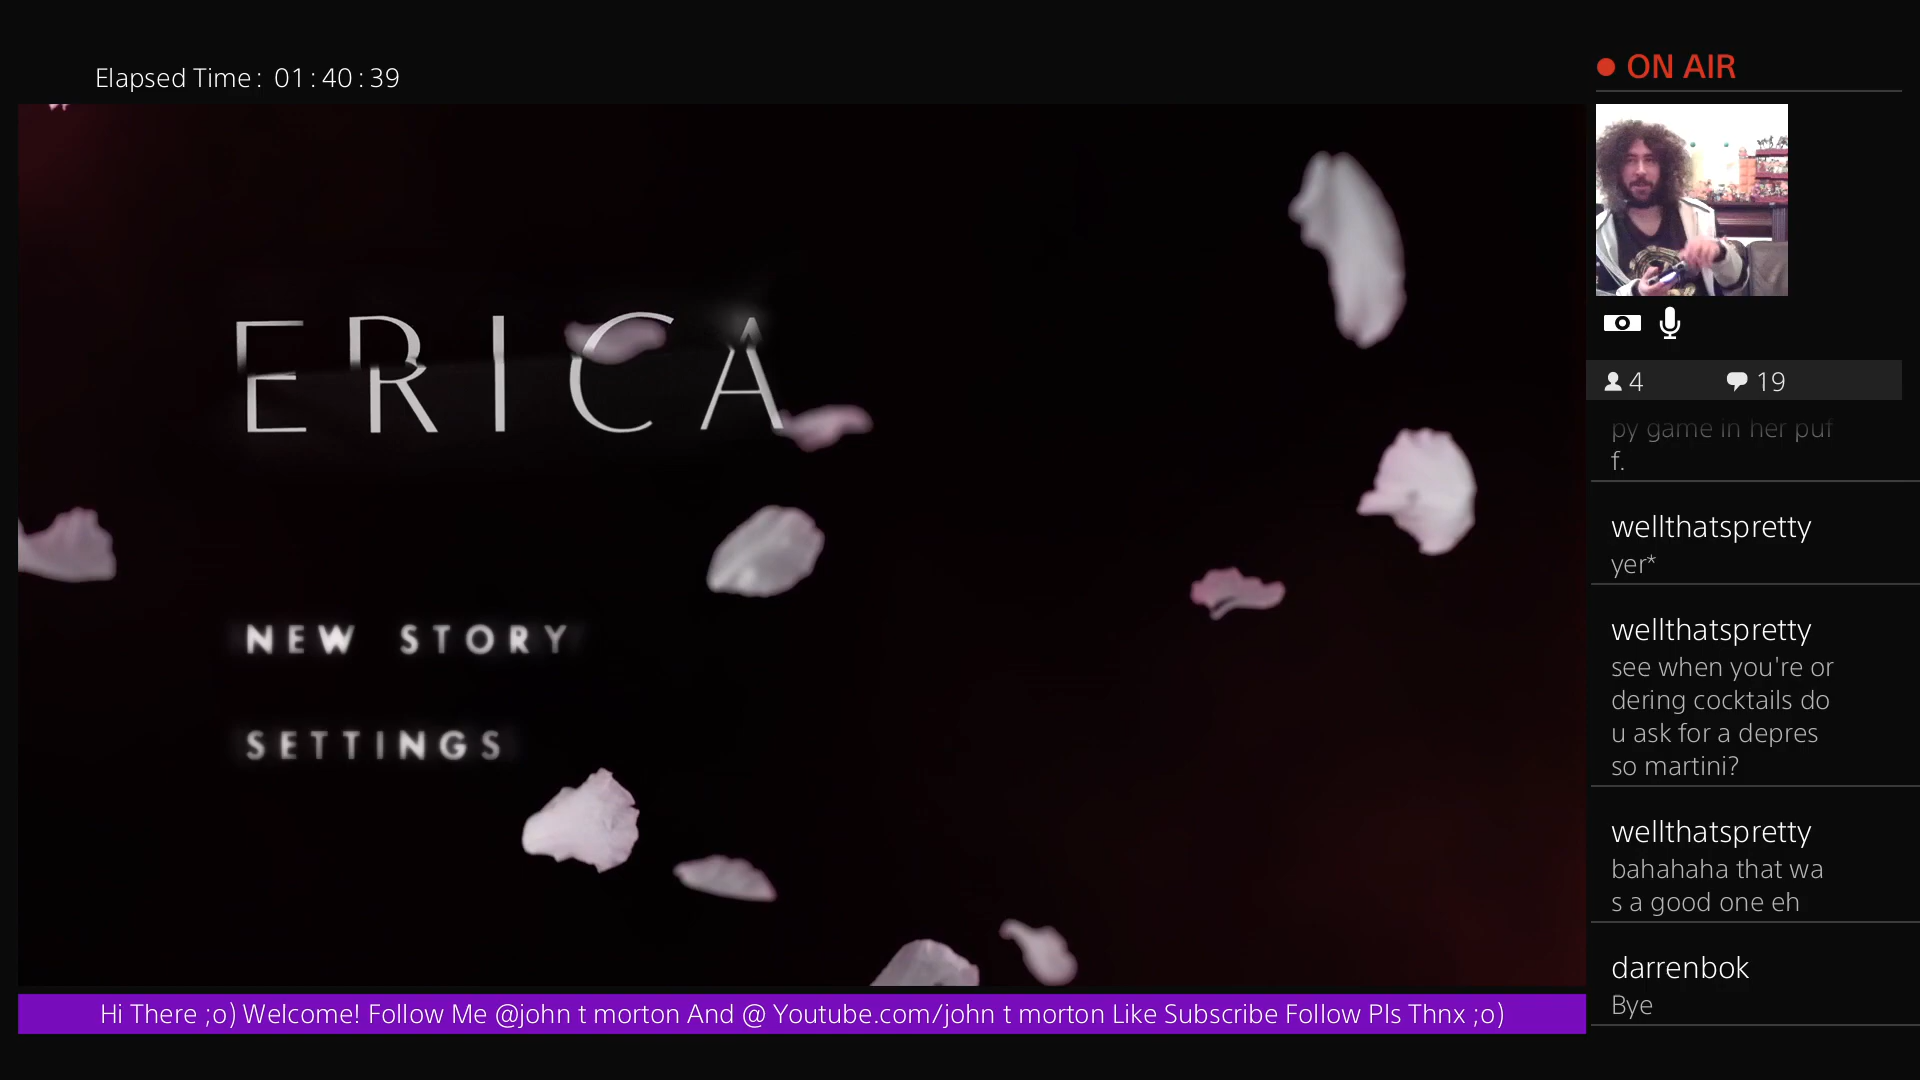 Elapsed Time: 01:40:39
ON AIR
ERICA
NEW STORY
SETTINGS
4
19
py game in her puf
f.
wellthatspretty
yer*
wellthatspretty
see when you're or
dering cocktails do
u ask for a depres
so martini?
wellthatspretty
bahahaha that wa
s a good one eh
darrenbok
Bye
Hi There ;o) Welcome! Follow Me @john t morton And @ Youtube.com/john t morton Like Subscribe Follow Pls Thnx ;o)